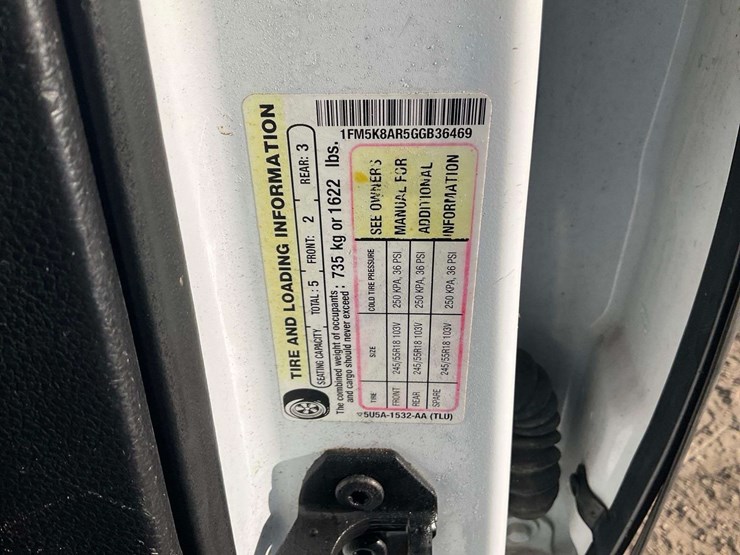 1FM5K8AR5GGB36469
TIRE AND LOADING INFORMATION
SEATING CAPACITY TOTAL: 5 FRONT: 2 REAR: 3
The combined weight of occupants
and cargo should never exceed: 735 kg or 1622 lbs.
TIRE SIZE COLD TIRE PRESSURE
FRONT 245/55R18 103V 250 KPA, 36 PSI
REAR 245/55R18 103V 250 KPA, 36 PSI
SPARE 245/55R18 103V 250 KPA, 36 PSI
SEE OWNERS
MANUAL FOR
ADDITIONAL
INFORMATION
5U5A-1532-AA (TLU)